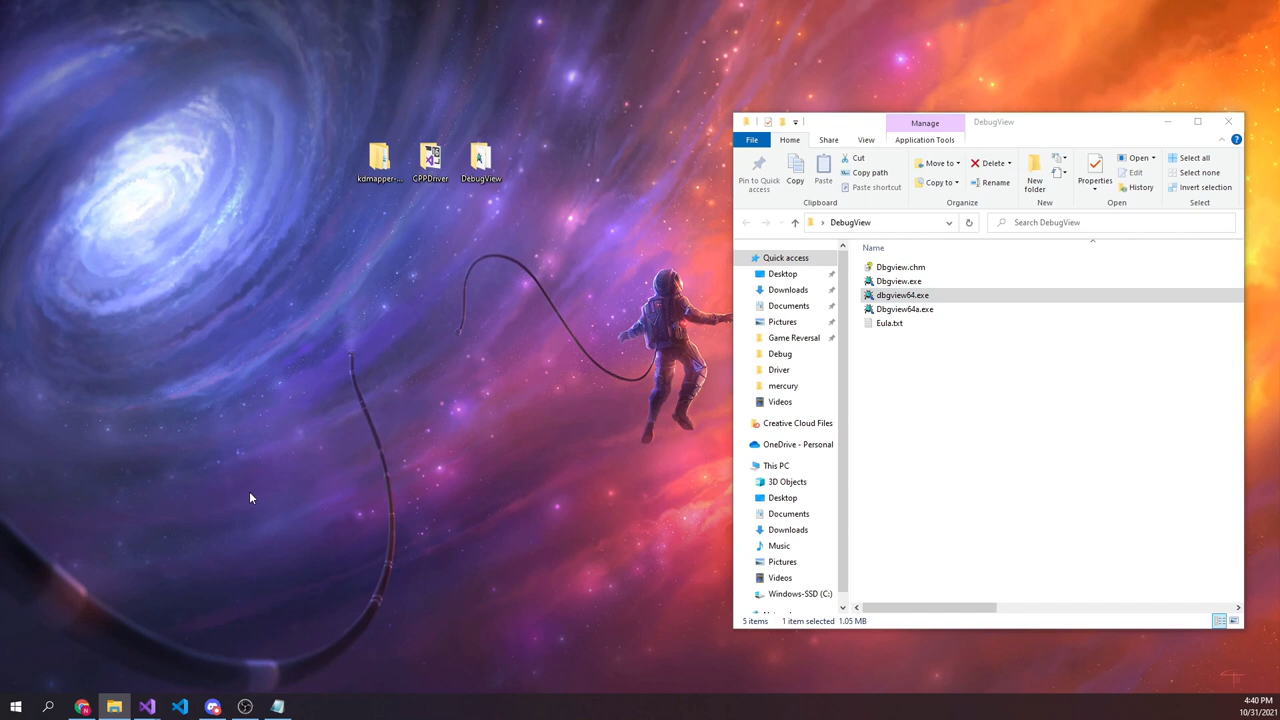 kdmapper-...
CPPDriver
DebugView
Manage
DebugView
File
Home
Share
View
Application Tools
Pin to Quick access
Copy
Paste
Cut
Copy path
Paste shortcut
Clipboard
Move to
Copy to
Delete
Rename
Organize
New folder
New
Properties
Open
Edit
History
Open
Select all
Select none
Invert selection
Select
DebugView
Search DebugView
Name
Quick access
Desktop
Downloads
Documents
Pictures
Game Reversal
Debug
Driver
mercury
Videos
Creative Cloud Files
OneDrive - Personal
This PC
3D Objects
Desktop
Documents
Downloads
Music
Pictures
Videos
Windows-SSD (C:)
Dbgview.chm
Dbgview.exe
dbgview64.exe
Dbgview64a.exe
Eula.txt
5 items
1 item selected 1.05 MB
4:40 PM
10/31/2021